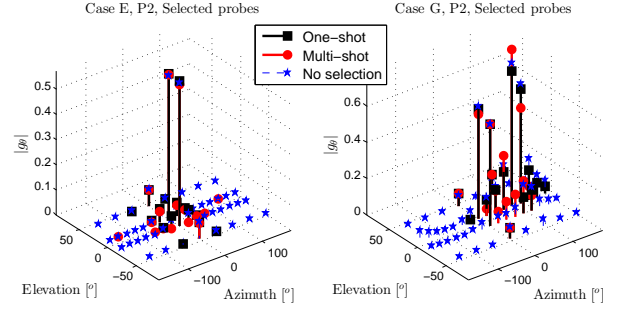 Case E, P2, Selected probes
Case G, P2, Selected probes
One-shot
Multi-shot
No selection
0.5
0.4
0.3
0.2
0.1
0
|gθ|
50
0
−50
−100
0
100
Elevation [°
Azimuth [°
0.6
0.4
0.2
0
|gθ|
50
0
−50
−100
0
100
Elevation [°
Azimuth [°